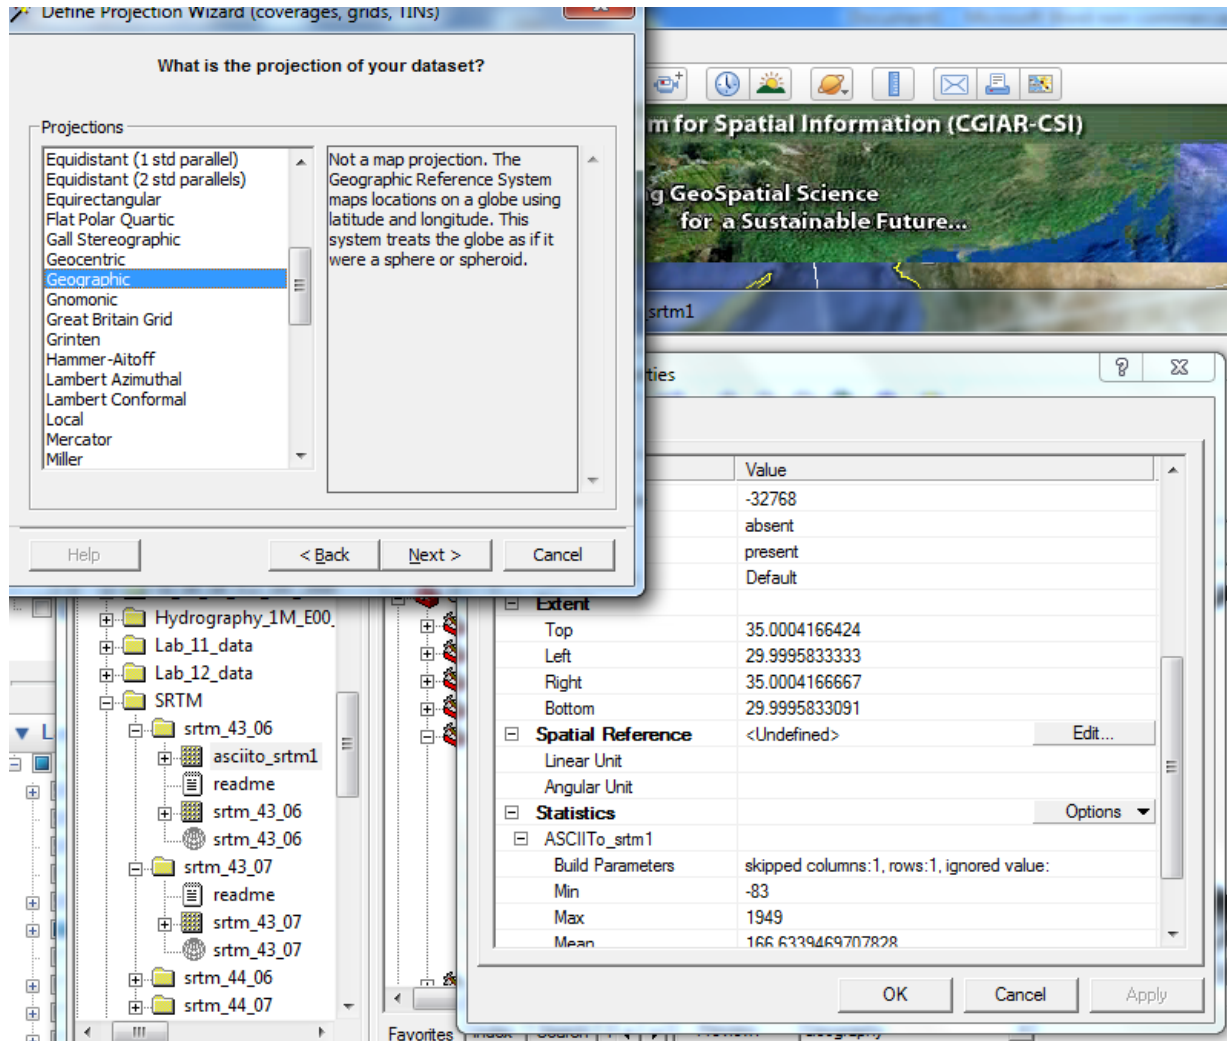 Define Projection Wizard (coverages, grids, TINs)
What is the projection of your dataset?
Projections
Equidistant (1 std parallel)
Equidistant (2 std parallels)
Equirectangular
Flat Polar Quartic
Gall Stereographic
Geocentric
Geographic
Gnomonic
Great Britain Grid
Grinten
Hammer-Aitoff
Lambert Azimuthal
Lambert Conformal
Local
Mercator
Miller
Not a map projection. The
Geographic Reference System
maps locations on a globe using
latitude and longitude. This
system treats the globe as if it
were a sphere or spheroid.
Help
< Back
Next >
Cancel
m for Spatial Information (CGIAR-CSI)
g GeoSpatial Science
for a Sustainable Future...
_srtm1
ties
Value
-32768
absent
present
Default
Extent
Top 35.0004166424
Left 29.9995833333
Right 35.0004166667
Bottom 29.9995833091
Spatial Reference <Undefined> Edit...
Linear Unit
Angular Unit
Statistics Options
ASCIITo_srtm1
Build Parameters skipped columns:1, rows:1, ignored value:
Min -83
Max 1949
Mean 166.6339469707828
OK
Cancel
Apply
Hydrography_1M_E00_
Lab_11_data
Lab_12_data
SRTM
srtm_43_06
asciito_srtm1
readme
srtm_43_06
srtm_43_06
srtm_43_07
readme
srtm_43_07
srtm_43_07
srtm_44_06
srtm_44_07
L
Favorites Index Search